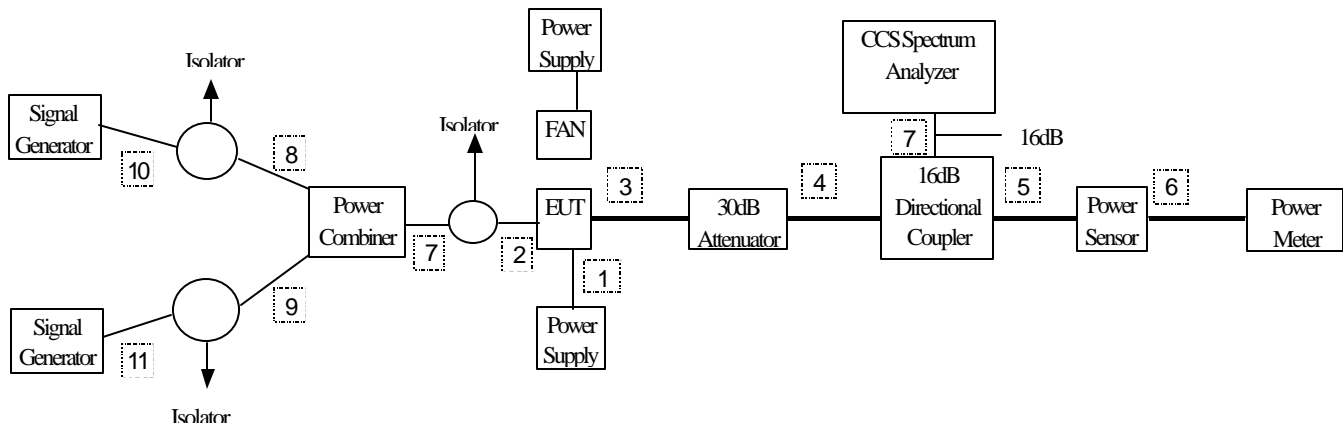 Power
Supply
CCS Spectrum
Analyzer
Isolator
Signal
Generator
FAN
Isolator
7
16dB
10
8
3
4
16dB
Directional
Coupler
5
6
Power
Combiner
EUT
30dB
Attenuator
Power
Sensor
Power
Meter
7
2
1
9
Signal
Generator
11
Power
Supply
Isolator